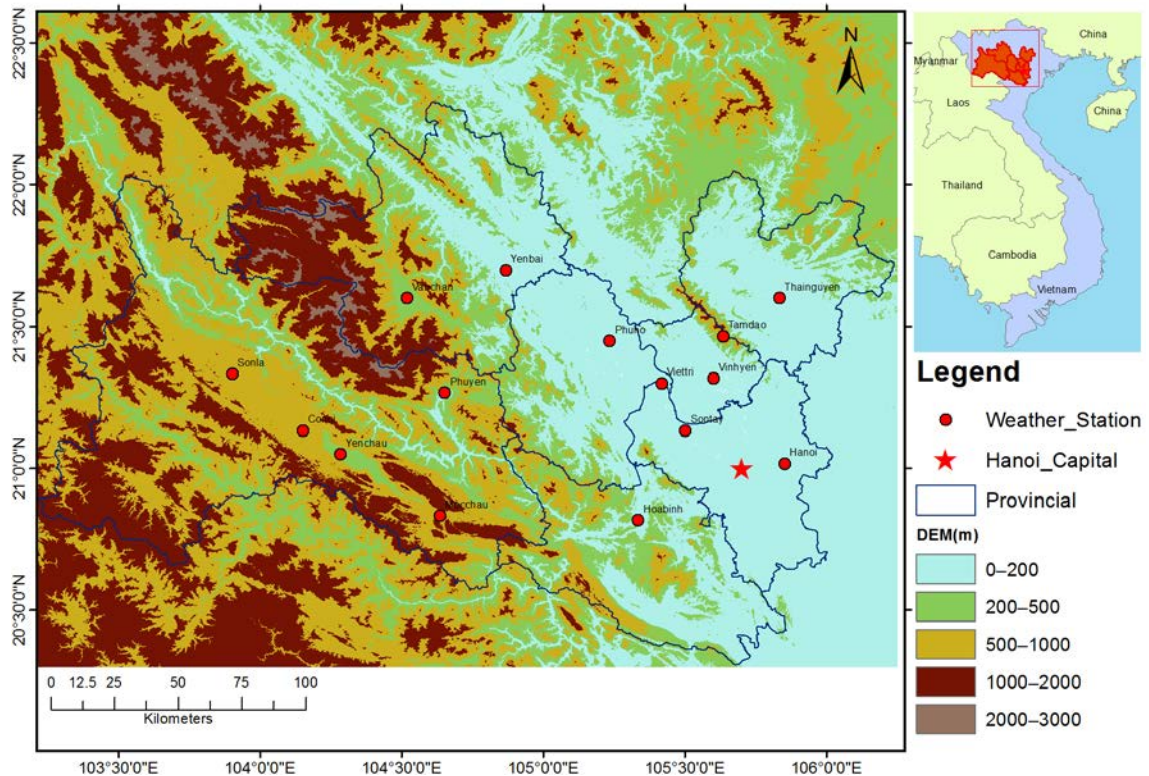 22°30'0"N
22°0'0"N
21°30'0"N
21°0'0"N
20°30'0"N
N
Yenbai
Vanchan
Thainguyen
Tamdao
Phuho
Vinhyen
Viettri
Sonla
Phuyen
Sontay
Conoi
Yenchau
Hanoi
Mocchau
Hoabinh
0 12.5 25 50 75 100
Kilometers
103°30'0"E 104°0'0"E 104°30'0"E 105°0'0"E 105°30'0"E 106°0'0"E
China
Myanmar
Laos
China
Thailand
Cambodia
Vietnam
Legend
Weather_Station
Hanoi_Capital
Provincial
DEM(m)
0–200
200–500
500–1000
1000–2000
2000–3000